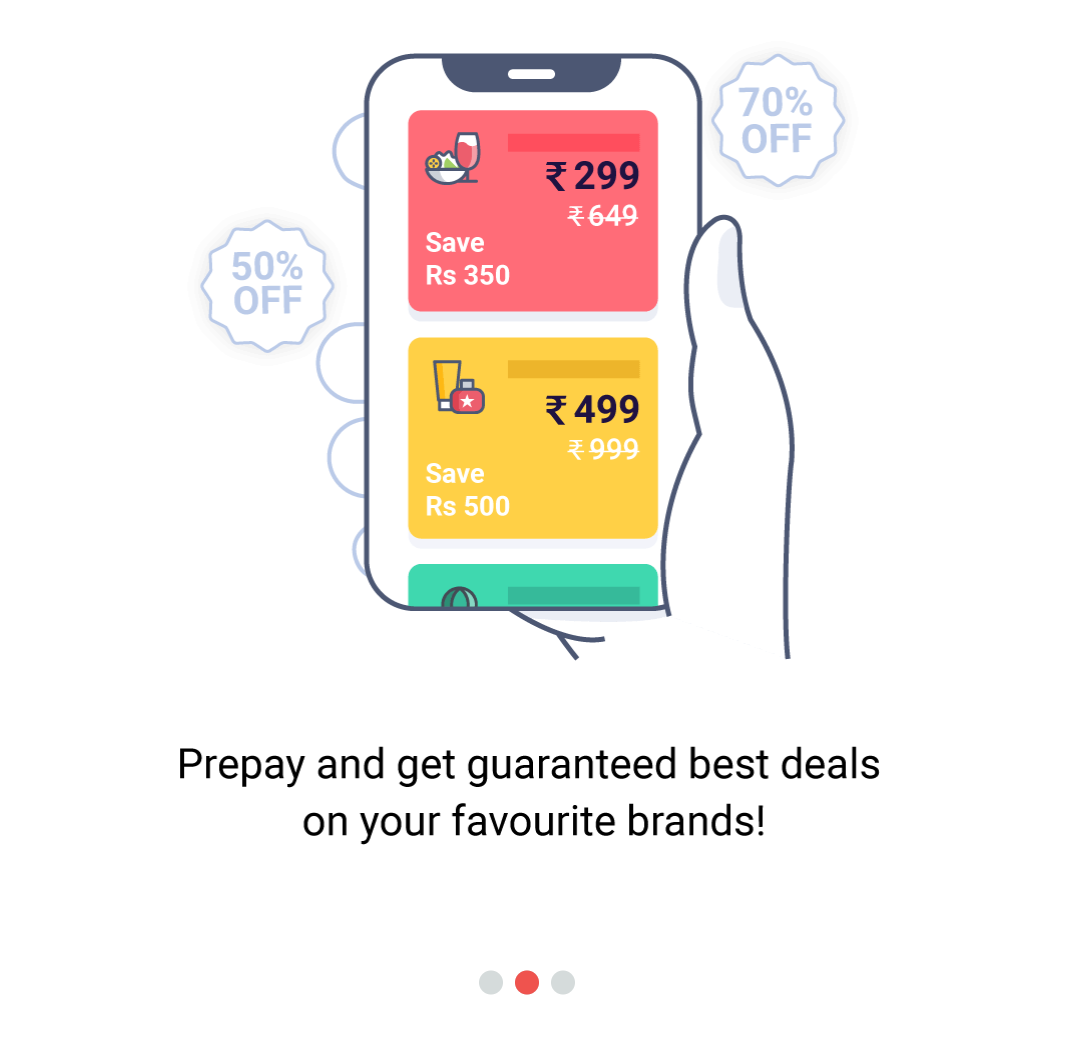 70%
OFF
₹ 299
₹ 649
Save
Rs 350
50%
OFF
₹ 499
₹ 999
Save
Rs 500
Prepay and get guaranteed best deals
on your favourite brands!